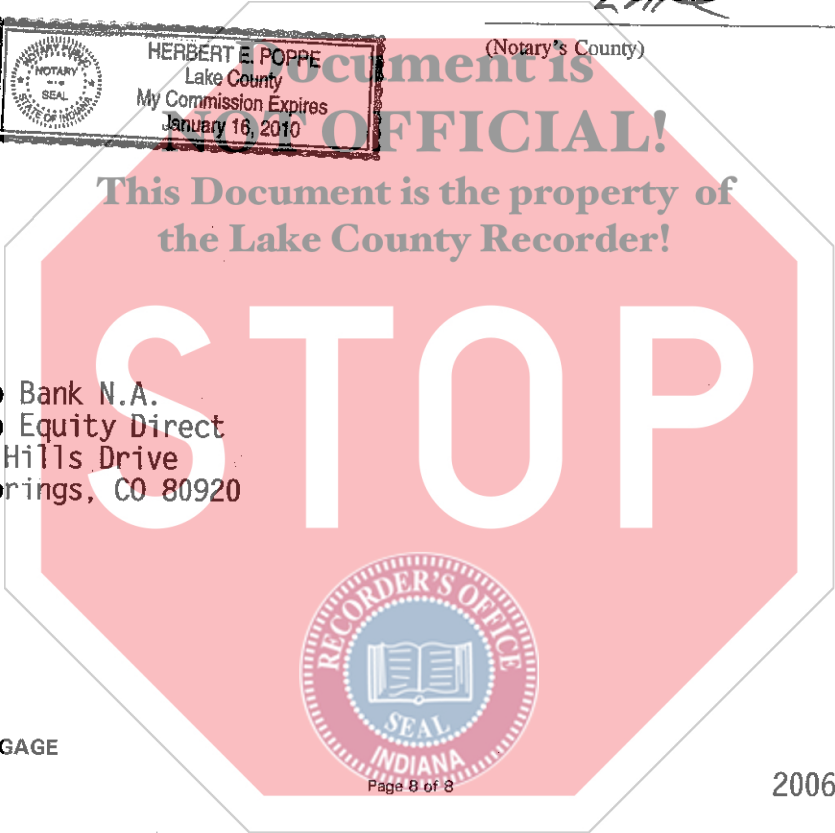 HERBERT E. POPPE
Lake County
My Commission Expires
January 16, 2010
NOTARY PUBLIC
NOTARY
SEAL
STATE OF INDIANA
(Notary's County)
Document is
NOT OFFICIAL!
This Document is the property of
the Lake County Recorder!
STOP
Bank N.A.
Equity Direct
Hills Drive
rings, CO 80920
RECORDER'S OFFICE
SEAL
INDIANA
GAGE
Page 8 of 8
2006